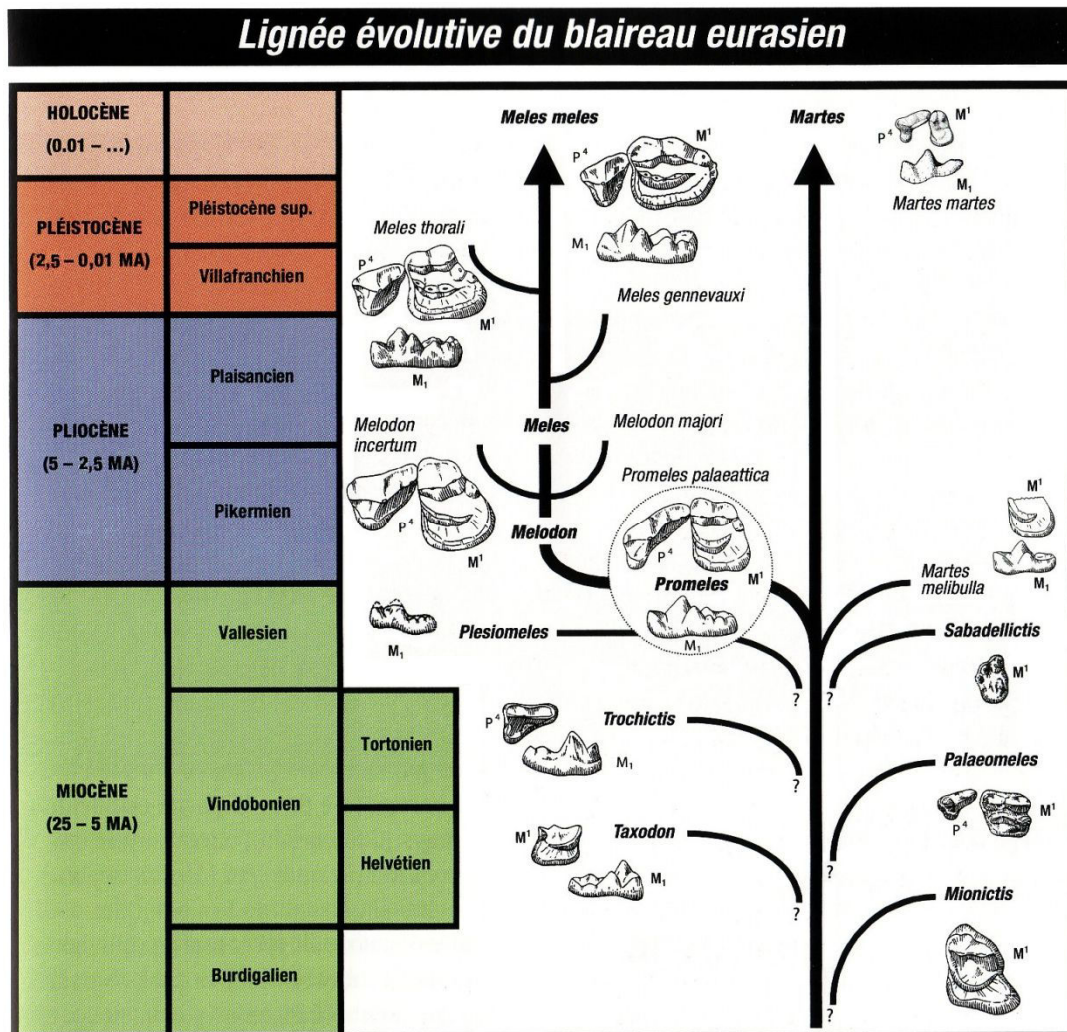 Lignée évolutive du blaireau eurasien
HOLOCÈNE
(0.01 – ...)
PLÉISTOCÈNE
(2,5 – 0,01 MA)
Pléistocène sup.
Villafranchien
PLIOCÈNE
(5 – 2,5 MA)
Plaisancien
Pikermien
MIOCÈNE
(25 – 5 MA)
Vallesien
Vindobonien
Tortonien
Helvétien
Burdigalien
Meles meles
P⁴
M¹
M₁
Martes
P⁴
M¹
M₁
Martes martes
Meles thorali
P⁴
M¹
M₁
Meles gennevauxi
Meles
Melodon
incertum
P⁴
M¹
Melodon majori
Melodon
Promeles palaeattica
P⁴
M¹
Promeles
M₁
M¹
M₁
Martes
melibulla
Plesiomeles
M₁
?
Sabadellictis
M¹
?
Trochictis
P⁴
M₁
?
Palaeomeles
P⁴
M¹
?
Taxodon
M¹
M₁
?
Mionictis
M¹
?